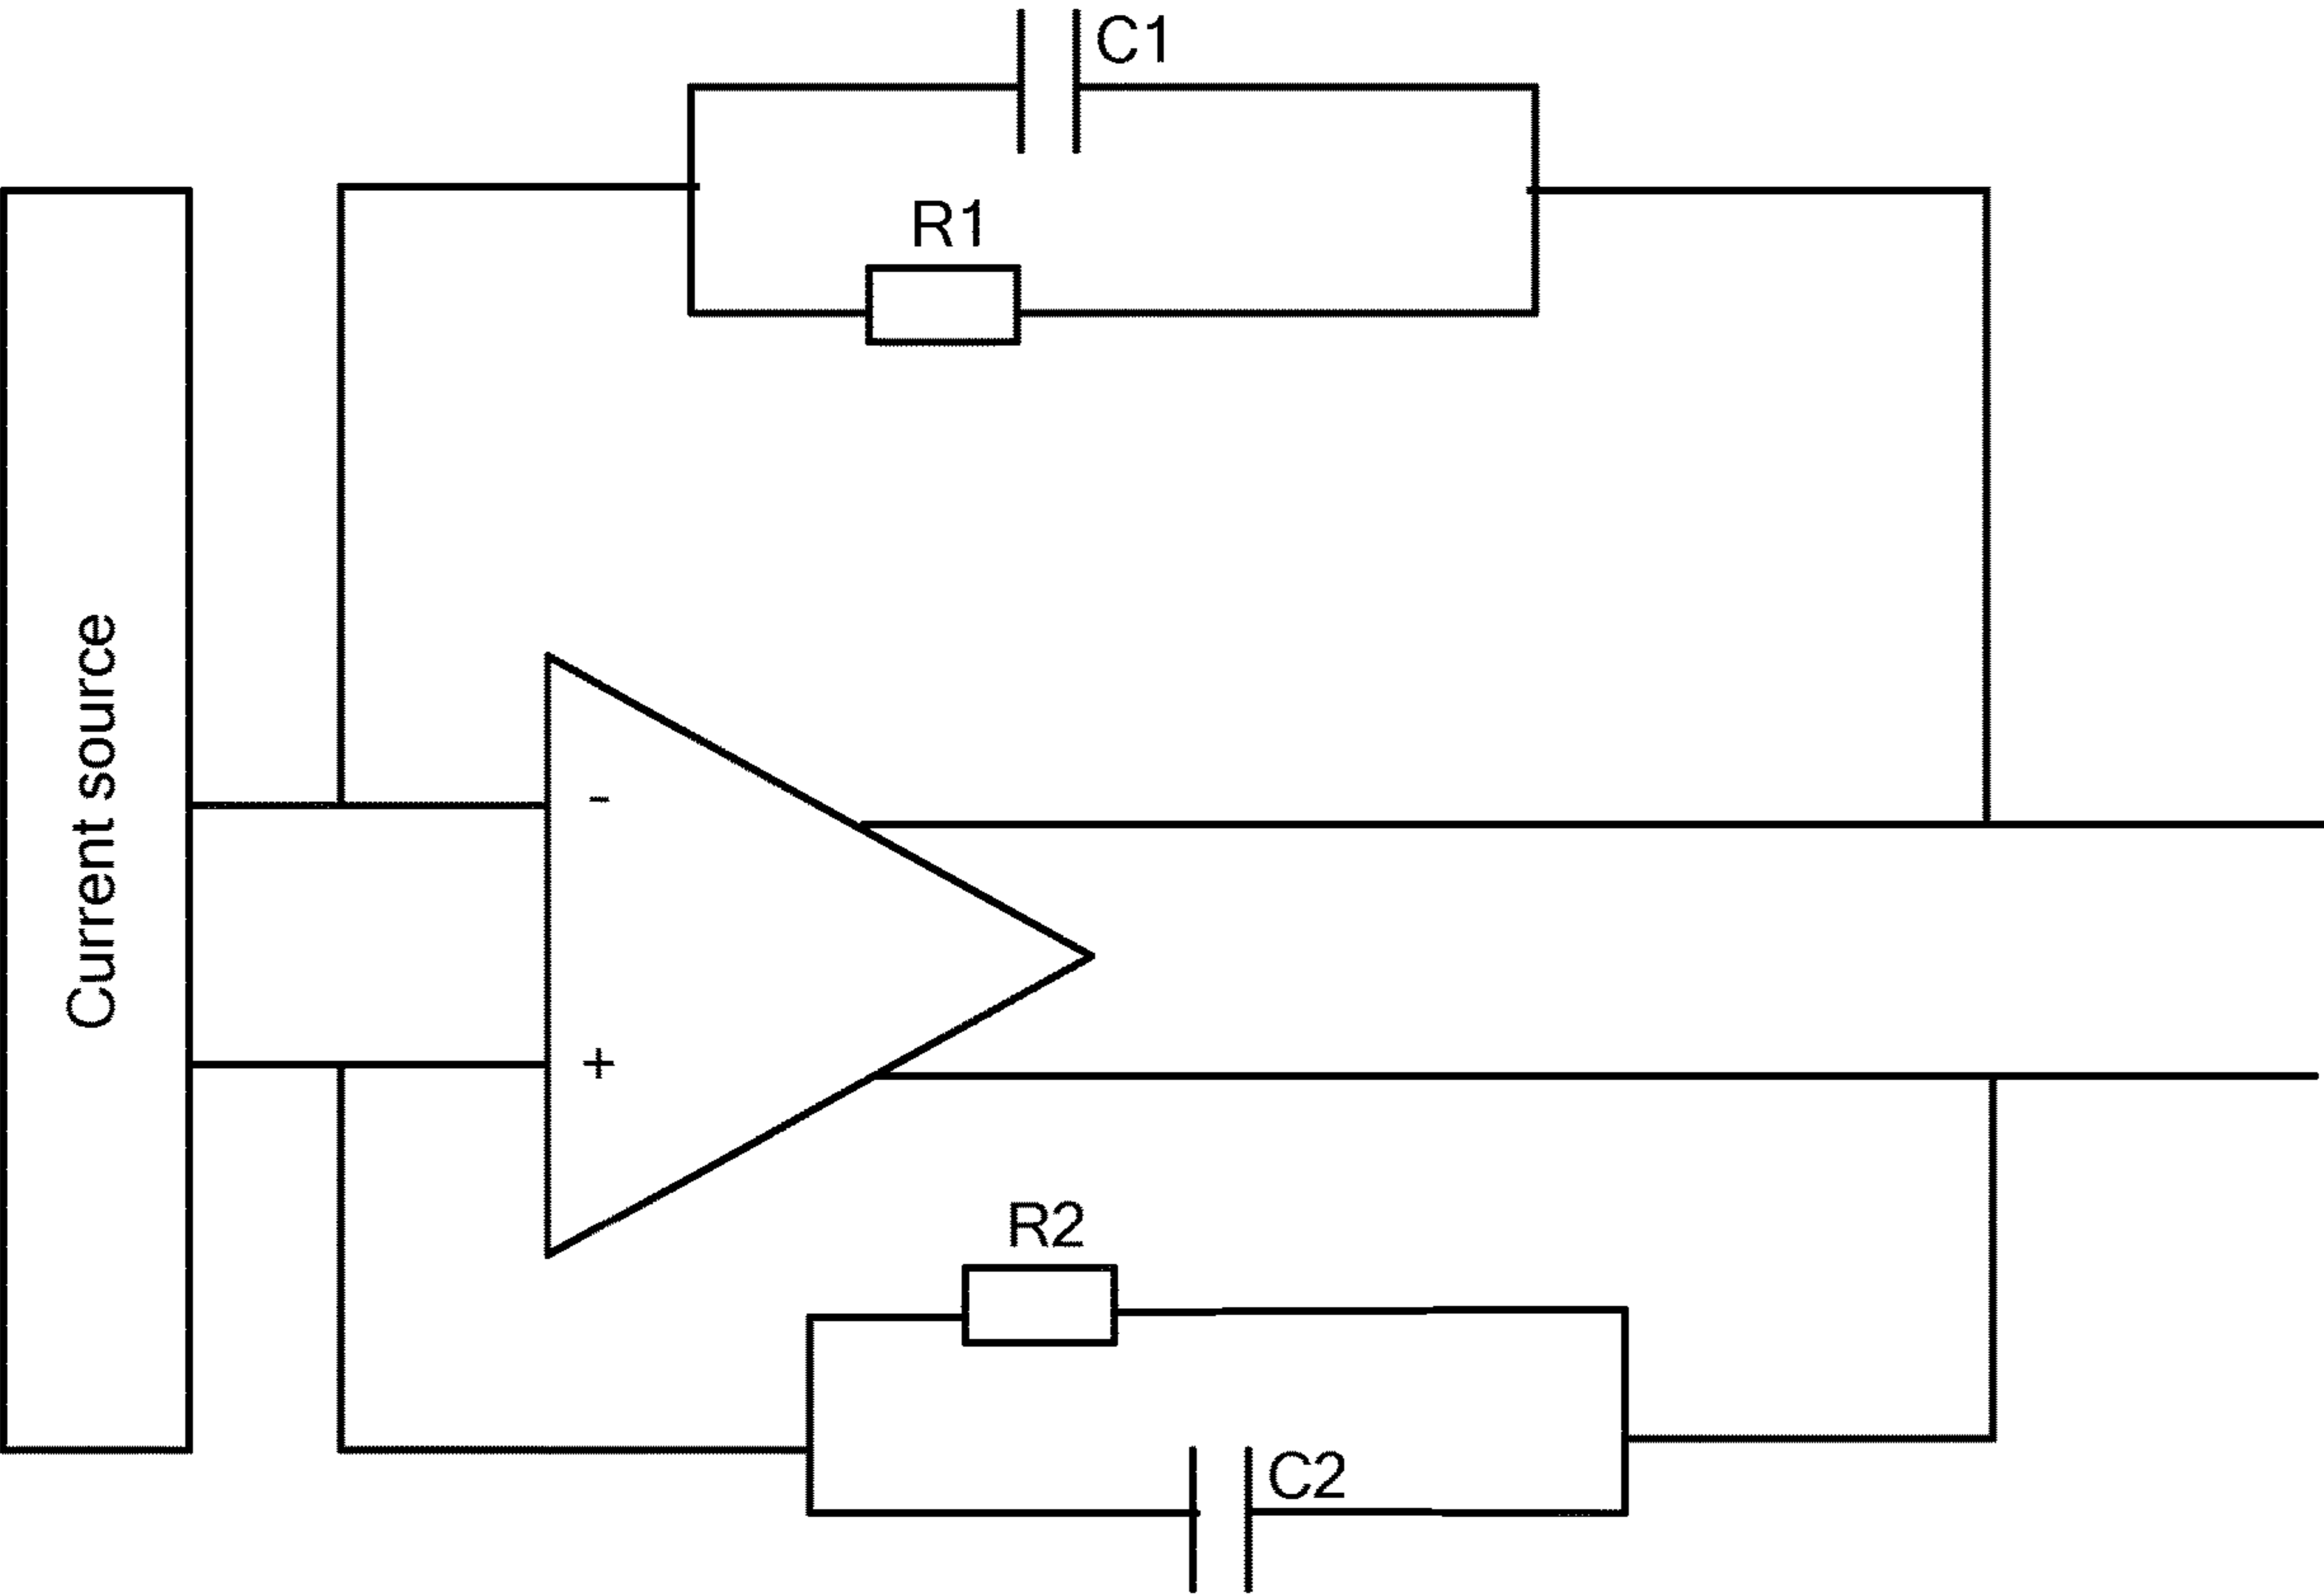 C1
R1
Current source
-
+
R2
C2